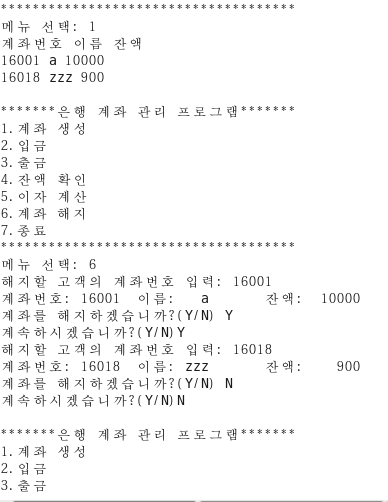 ***********************************
메뉴 선택: 1
계좌번호 이름 잔액
16001 a 10000
16018 zzz 900
*******은행 계좌 관리 프로그램*******
1.계좌 생성
2.입금
3.출금
4.잔액 확인
5.이자 계산
6.계좌 해지
7.종료
***********************************
메뉴 선택: 6
해지할 고객의 계좌번호 입력: 16001
계좌번호: 16001 이름: a 잔액: 10000
계좌를 해지하겠습니까?(Y/N) Y
계속하시겠습니까?(Y/N)Y
해지할 고객의 계좌번호 입력: 16018
계좌번호: 16018 이름: zzz 잔액: 900
계좌를 해지하겠습니까?(Y/N) N
계속하시겠습니까?(Y/N)N
*******은행 계좌 관리 프로그램*******
1.계좌 생성
2.입금
3.출금